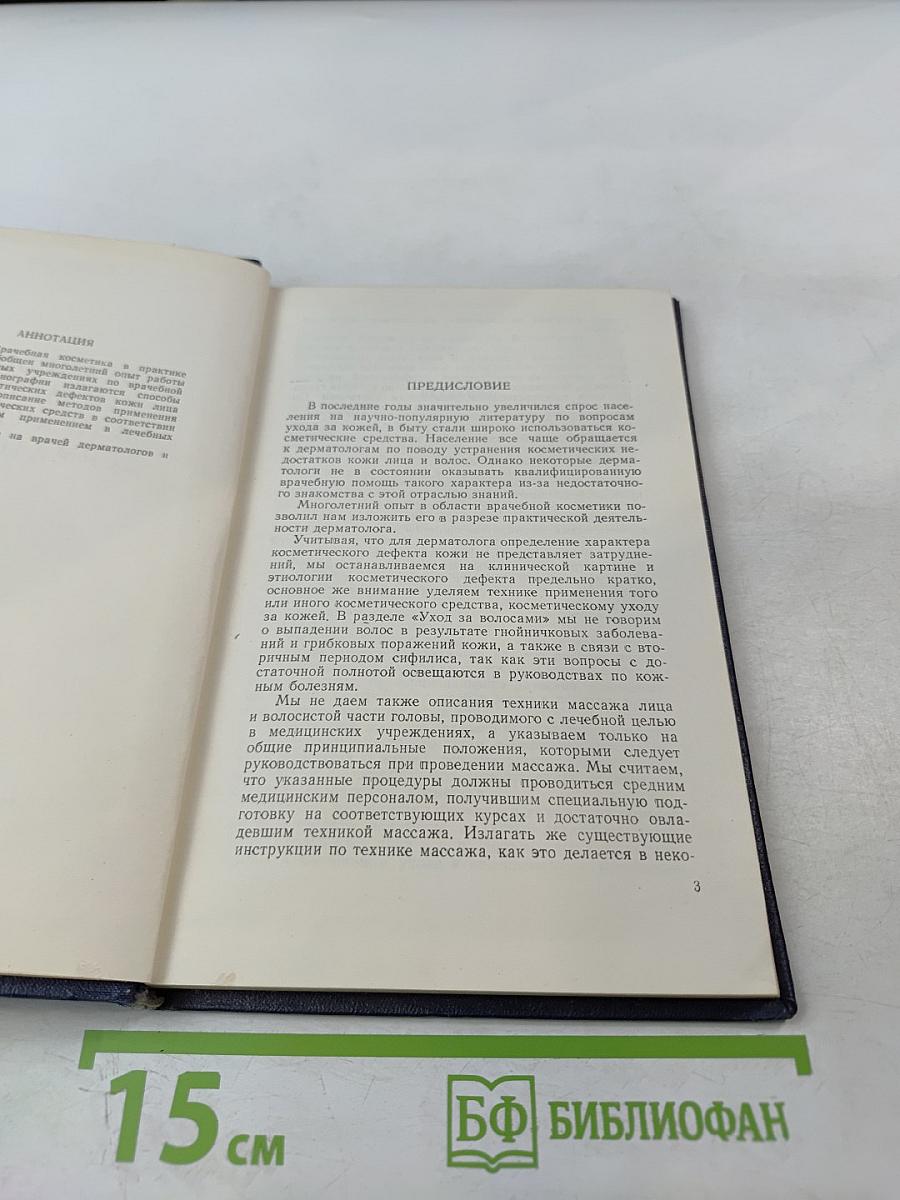 АННОТАЦИЯ
врачебная косметика в практике
обобщен многолетний опыт работы
учреждениях по врачебной
монографии излагаются способы
дефектов кожи лица
описание методов применения
средств в соответствии
применением в лечебных
на врачей дерматологов и
ПРЕДИСЛОВИЕ
В последние годы значительно увеличился спрос насе-
ления на научно-популярную литературу по вопросам
ухода за кожей, в быту стали широко использоваться ко-
сметические средства. Население все чаще обращается
к дерматологам по поводу устранения косметических не-
достатков кожи лица и волос. Однако некоторые дерма-
тологи не в состоянии оказывать квалифицированную
врачебную помощь такого характера из-за недостаточно-
го знакомства с этой отраслью знаний.
Многолетний опыт в области врачебной косметики по-
зволил нам изложить его в разрезе практической деятель-
ности дерматолога.
Учитывая, что для дерматолога определение характера
косметического дефекта кожи не представляет затрудне-
ний, мы останавливаемся на клинической картине и
этиологии косметического дефекта предельно кратко,
основное же внимание уделяем технике применения того
или иного косметического средства, косметическому уходу
за кожей. В разделе «Уход за волосами» мы не говорим
о выпадении волос в результате гнойничковых заболева-
ний и грибковых поражений кожи, а также в связи с вто-
ричным периодом сифилиса, так как эти вопросы с до-
статочной полнотой освещаются в руководствах по кож-
ным болезням.
Мы не даем также описания техники массажа лица
и волосистой части головы, проводимого с лечебной целью
в медицинских учреждениях, а указываем только на
общие принципиальные положения, которыми следует
руководствоваться при проведении массажа. Мы считаем,
что указанные процедуры должны проводиться средним
медицинским персоналом, получившим специальную под-
готовку на соответствующих курсах и достаточно овла-
девшим техникой массажа. Излагать же существующие
инструкции по технике массажа, как это делается в неко-
3
15 см
БФ БИБЛИОФАН